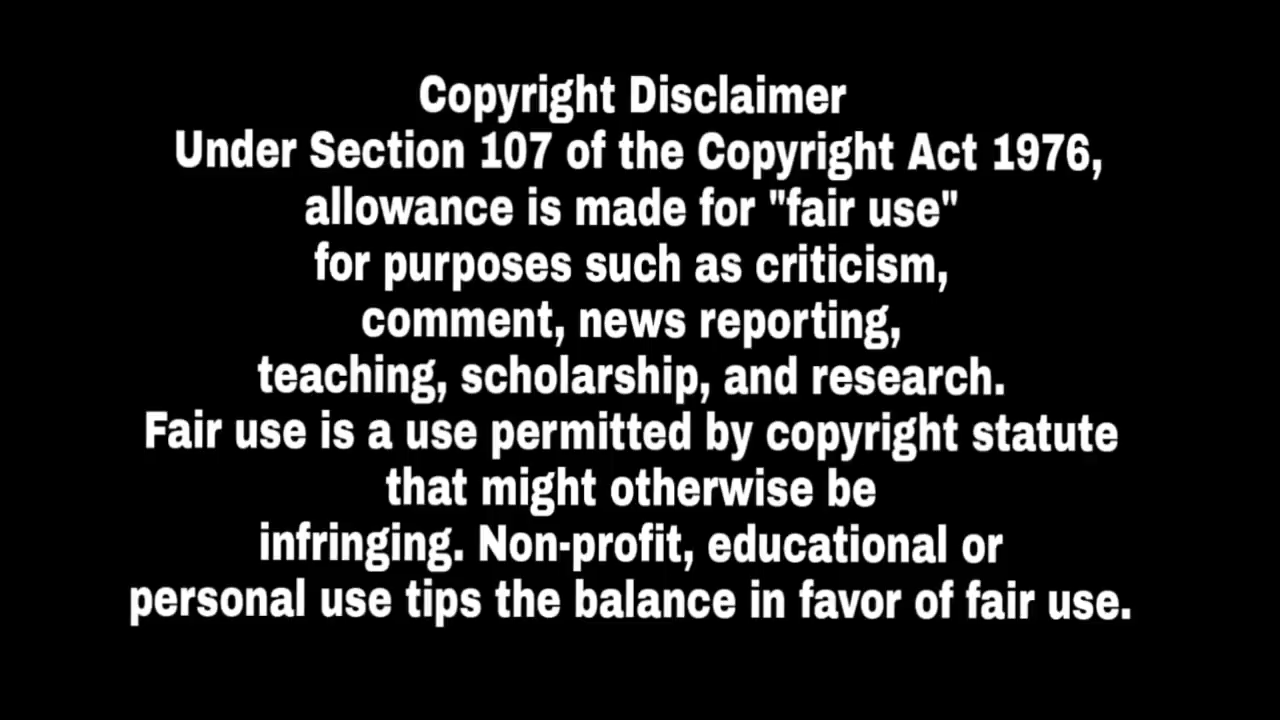 Copyright Disclaimer
Under Section 107 of the Copyright Act 1976,
allowance is made for "fair use"
for purposes such as criticism,
comment, news reporting,
teaching, scholarship, and research.
Fair use is a use permitted by copyright statute
that might otherwise be
infringing. Non-profit, educational or
personal use tips the balance in favor of fair use.